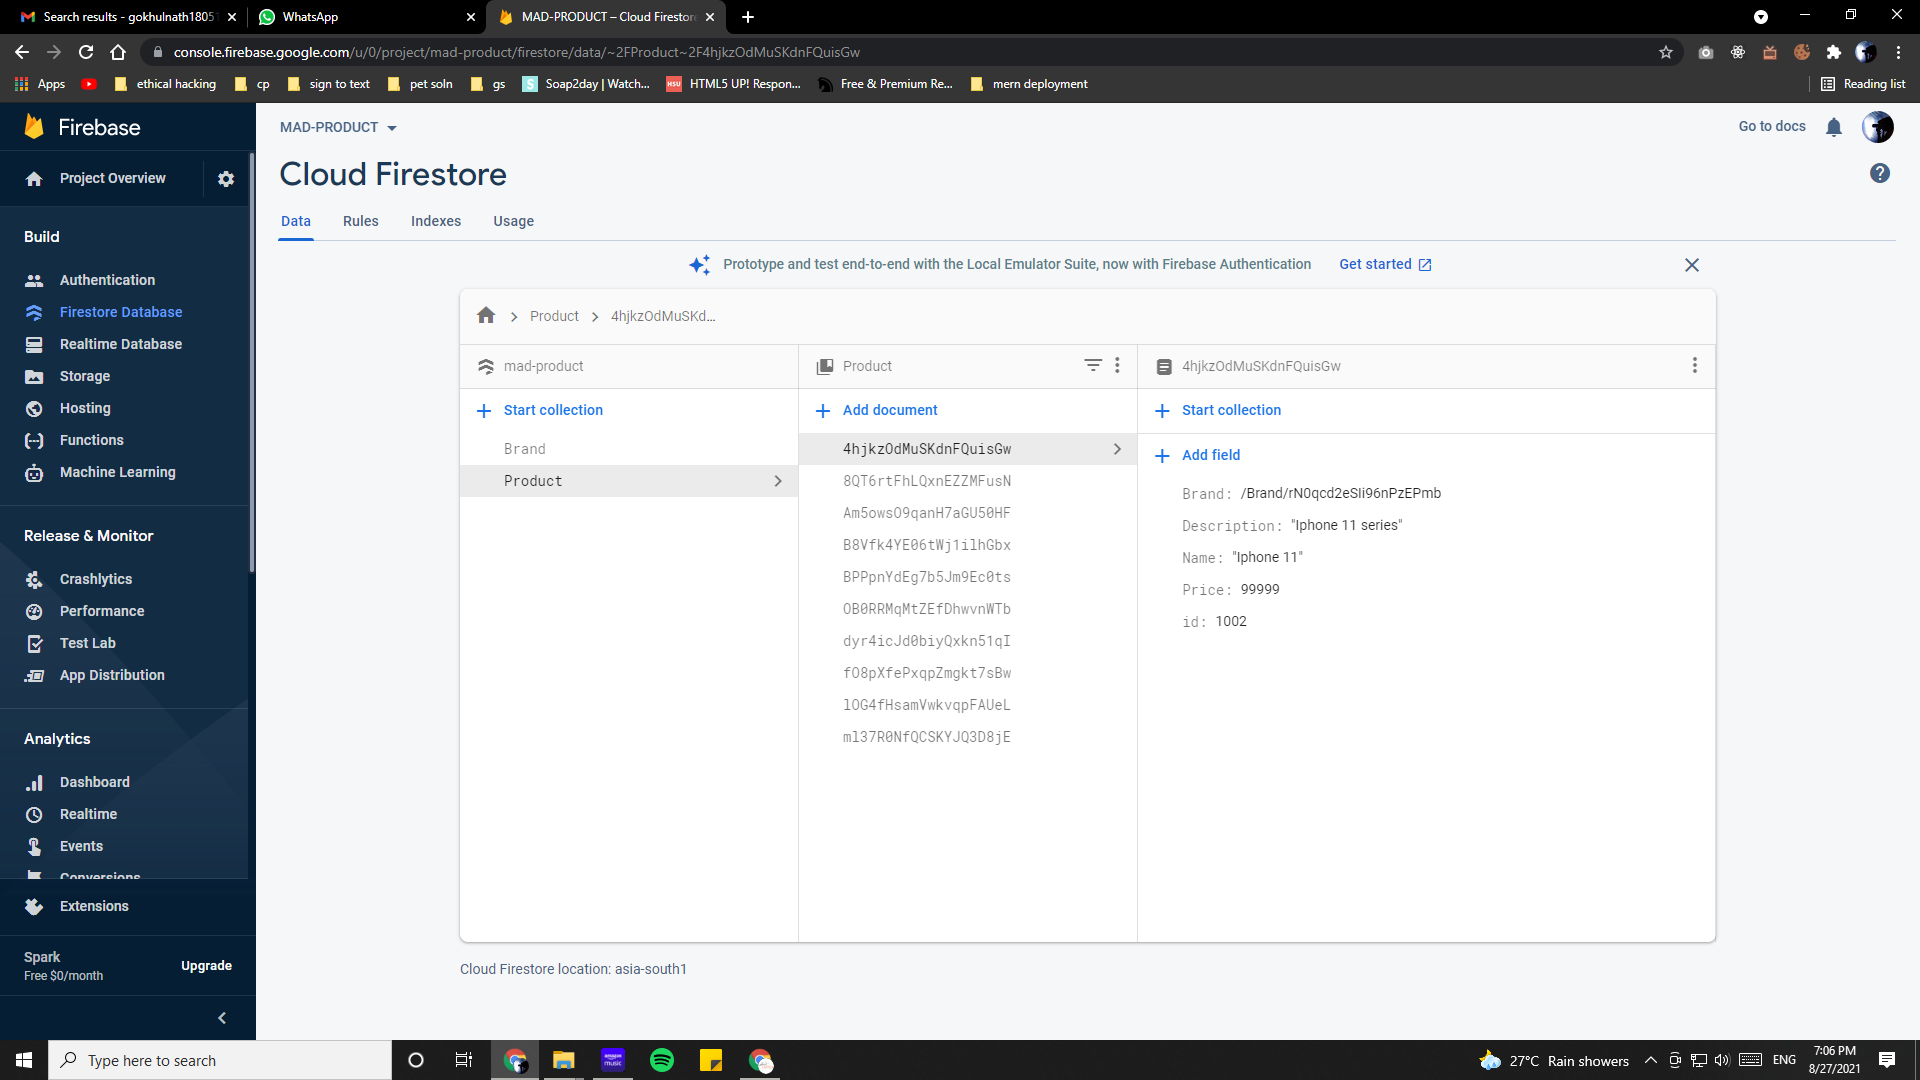 Search results - gokhulnath1805
WhatsApp
MAD-PRODUCT – Cloud Firestore
console.firebase.google.com/u/0/project/mad-product/firestore/data/~2FProduct~2F4hjkzOdMuSKdnFQuisGw
Apps
ethical hacking
cp
sign to text
pet soln
gs
S
Soap2day | Watch...
H5U
HTML5 UP! Respon...
Free & Premium Re...
mern deployment
Reading list
Firebase
Project Overview
Build
Authentication
Firestore Database
Realtime Database
Storage
Hosting
Functions
Machine Learning
Release & Monitor
Crashlytics
Performance
Test Lab
App Distribution
Analytics
Dashboard
Realtime
Events
Conversions
Extensions
Spark
Free $0/month
Upgrade
MAD-PRODUCT
Go to docs
Cloud Firestore
Data
Rules
Indexes
Usage
Prototype and test end-to-end with the Local Emulator Suite, now with Firebase Authentication
Get started
Product
4hjkzOdMuSKd...
mad-product
Start collection
Brand
Product
Product
Add document
4hjkzOdMuSKdnFQuisGw
8QT6rtFhLQxnEZZMFusN
Am5owsO9qanH7aGU50HF
B8Vfk4YE06tWj1ilhGbx
BPPpnYdEg7b5Jm9Ec0ts
OB0RRMqMtZEfDhwvnWTb
dyr4icJd0biyQxkn51qI
fO8pXfePxqpZmgkt7sBw
lOG4fHsamVwkvqpFAUeL
ml37R0NfQCSKYJQ3D8jE
4hjkzOdMuSKdnFQuisGw
Start collection
Add field
Brand: /Brand/rN0qcd2eSIi96nPzEPmb
Description: "Iphone 11 series"
Name: "Iphone 11"
Price: 99999
id: 1002
Cloud Firestore location: asia-south1
Type here to search
amazon music
27°C Rain showers
ENG
7:06 PM
8/27/2021